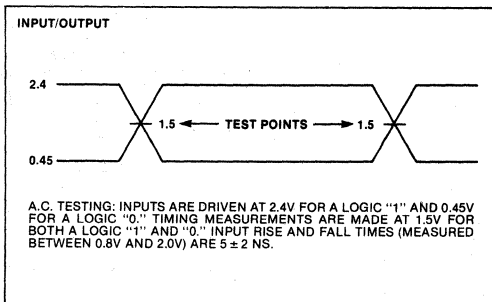 INPUT/OUTPUT
2.4
1.5 TEST POINTS 1.5
0.45
A.C. TESTING: INPUTS ARE DRIVEN AT 2.4V FOR A LOGIC "1" AND 0.45V
FOR A LOGIC "0." TIMING MEASUREMENTS ARE MADE AT 1.5V FOR
BOTH A LOGIC "1" AND "0." INPUT RISE AND FALL TIMES (MEASURED
BETWEEN 0.8V AND 2.0V) ARE 5 ± 2 NS.